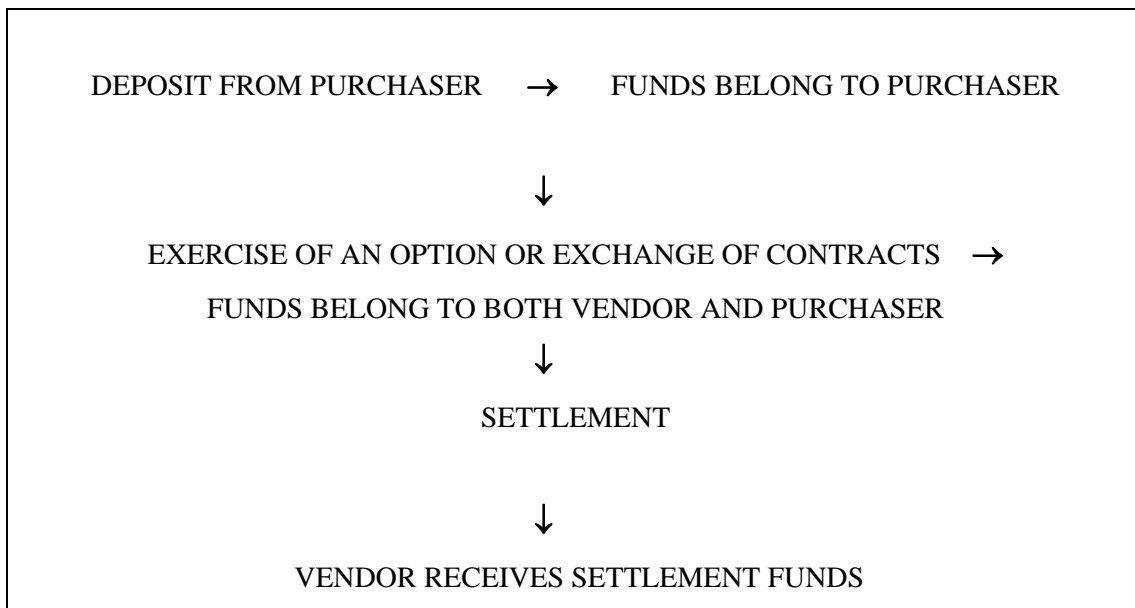 DEPOSIT FROM PURCHASER → FUNDS BELONG TO PURCHASER
↓
EXERCISE OF AN OPTION OR EXCHANGE OF CONTRACTS →
FUNDS BELONG TO BOTH VENDOR AND PURCHASER
↓
SETTLEMENT
↓
VENDOR RECEIVES SETTLEMENT FUNDS